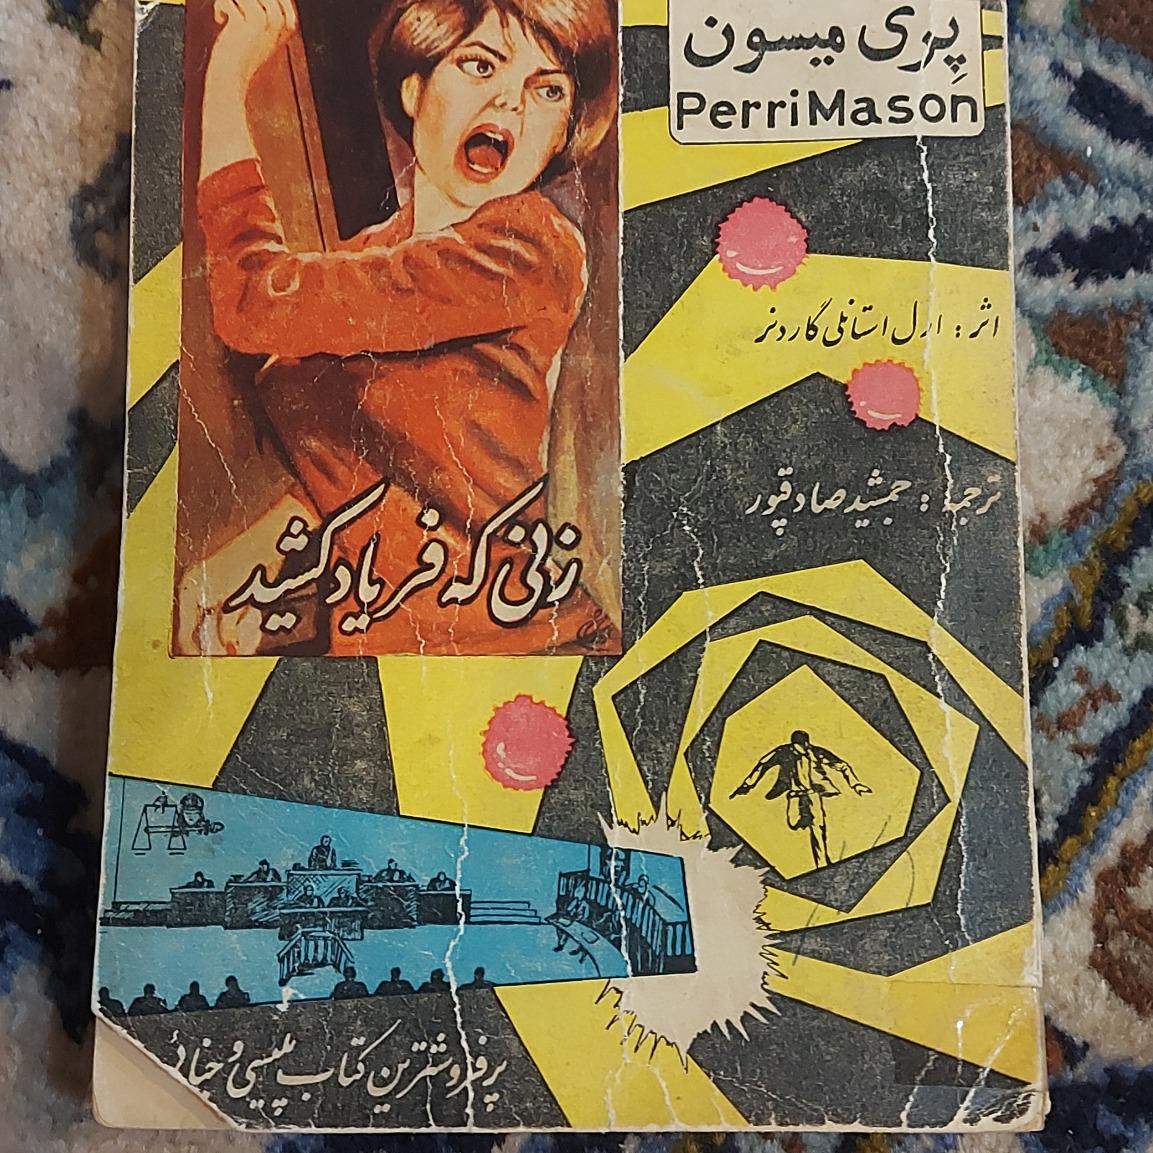 پری میسون
PerriMason
اثر : ارل استانلی گاردنر
ترجمه : جمشید صادقپور
زنی که فریاد کشید
پرفروشترین کتاب پلیسی و جنائی